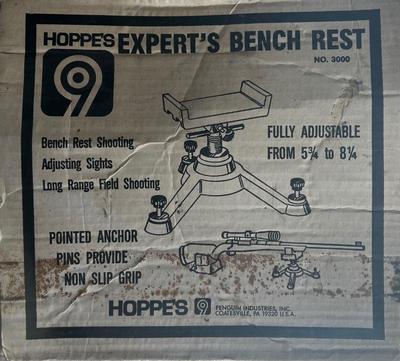 HOPPE'S EXPERT'S BENCH REST
NO. 3000
9
Bench Rest Shooting
Adjusting Sights
Long Range Field Shooting
FULLY ADJUSTABLE
FROM 5¾ to 8¼
POINTED ANCHOR
PINS PROVIDE
NON SLIP GRIP
HOPPE'S 9
PENGUIN INDUSTRIES, INC.
COATESVILLE, PA 19320 U.S.A.